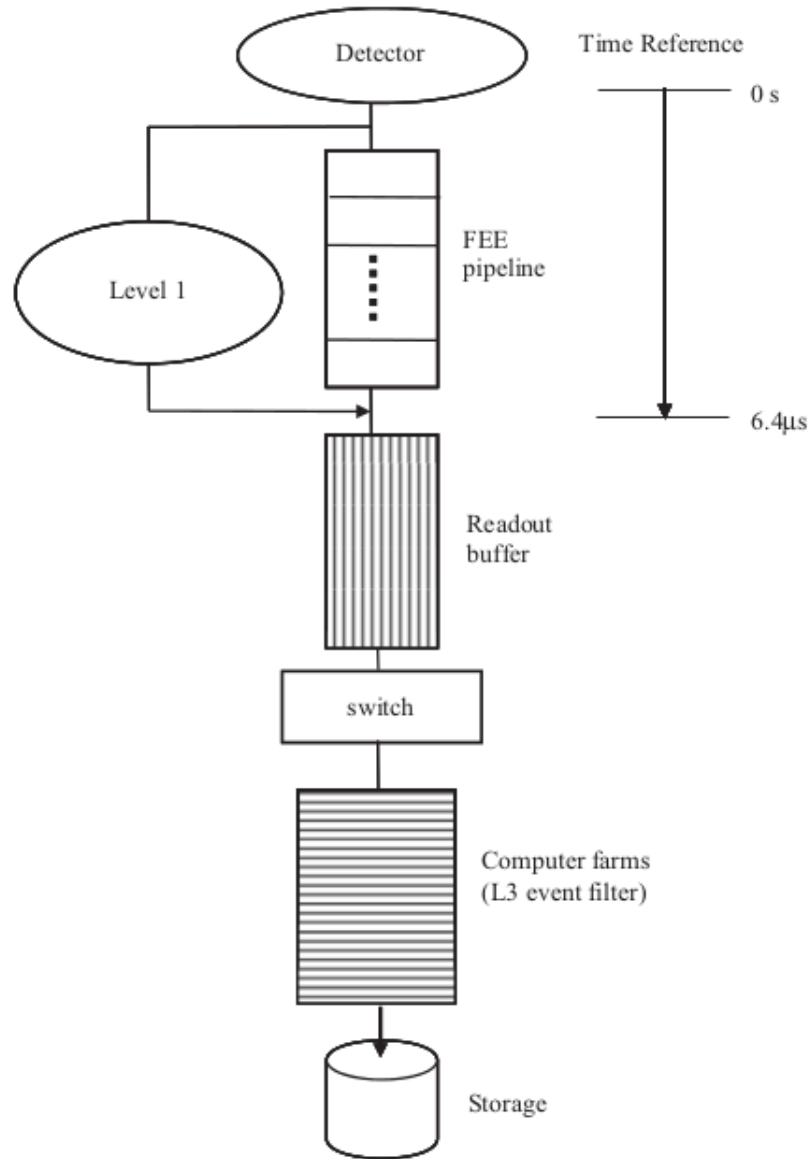 Detector
Time Reference
0 s
FEE
pipeline
Level 1
6.4μs
Readout
buffer
switch
Computer farms
(L3 event filter)
Storage